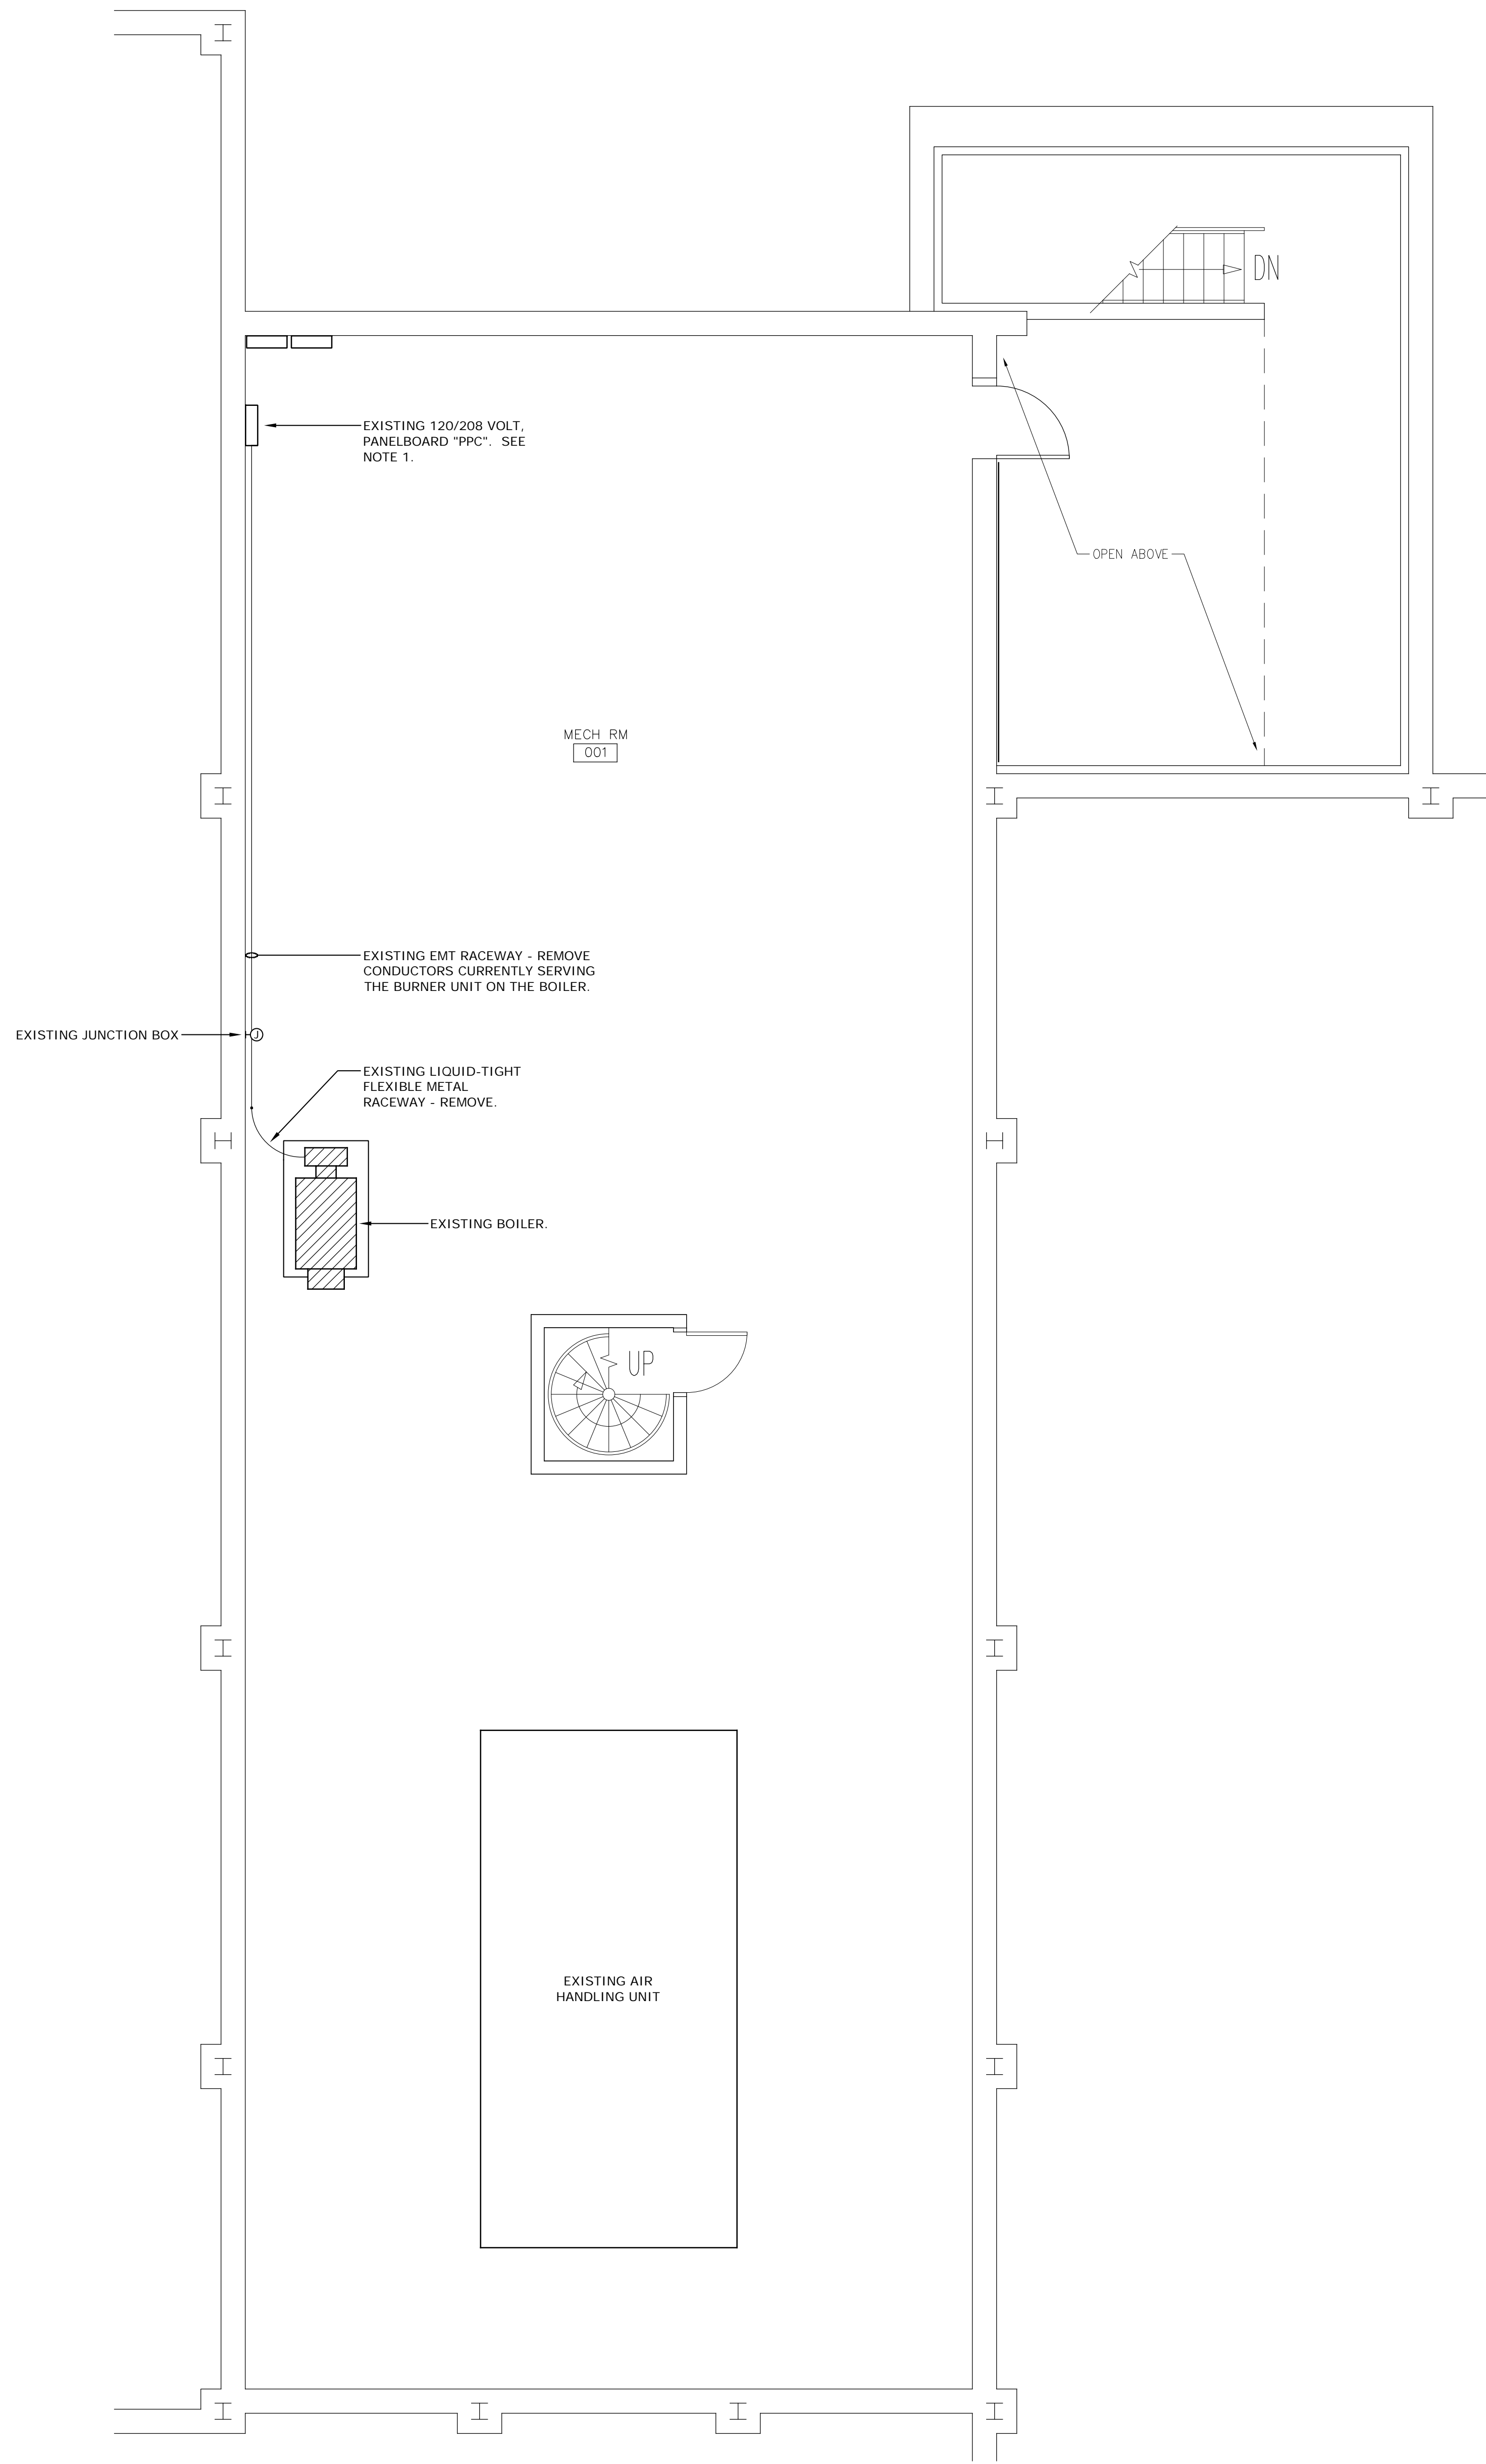 DN
EXISTING 120/208 VOLT,
PANELBOARD "PPC".  SEE
NOTE 1.
OPEN ABOVE
MECH RM
001
EXISTING EMT RACEWAY - REMOVE
CONDUCTORS CURRENTLY SERVING
THE BURNER UNIT ON THE BOILER.
EXISTING JUNCTION BOX
J
EXISTING LIQUID-TIGHT
FLEXIBLE METAL
RACEWAY - REMOVE.
EXISTING BOILER.
UP
EXISTING AIR
HANDLING UNIT